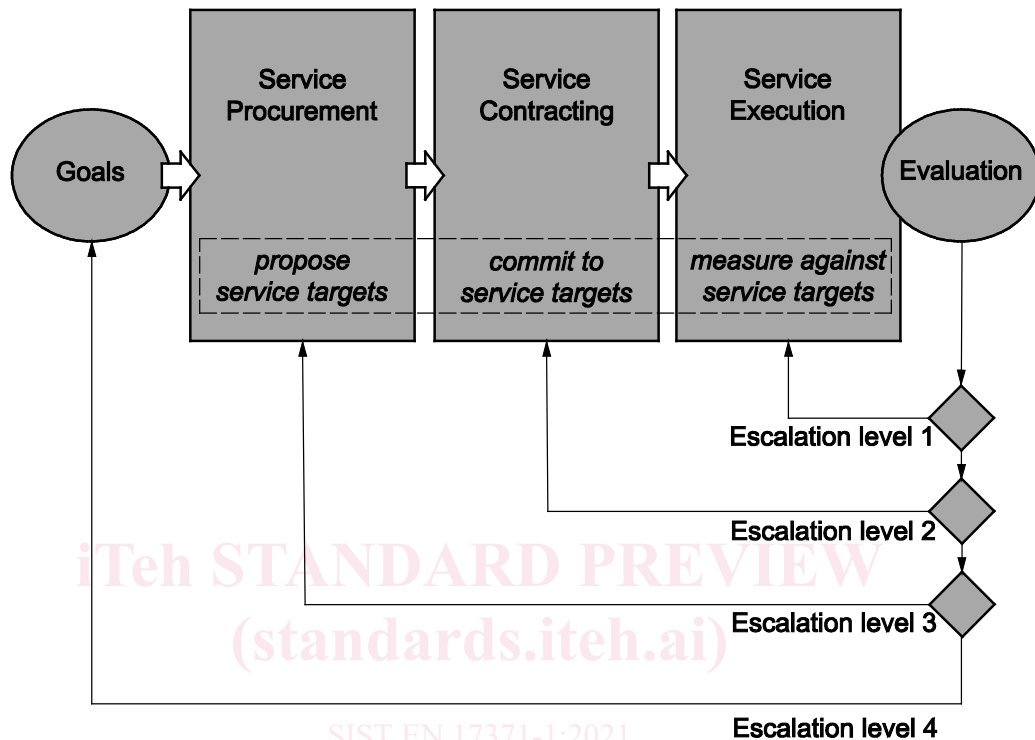 Service
Procurement
Service
Contracting
Service
Execution
Goals
Evaluation
propose
service targets
commit to
service targets
measure against
service targets
Escalation level 1
Escalation level 2
iTeh STANDARD PREVIEW
Escalation level 3
(standards.iteh.ai)
SIST EN 17371-1:2021
Escalation level 4